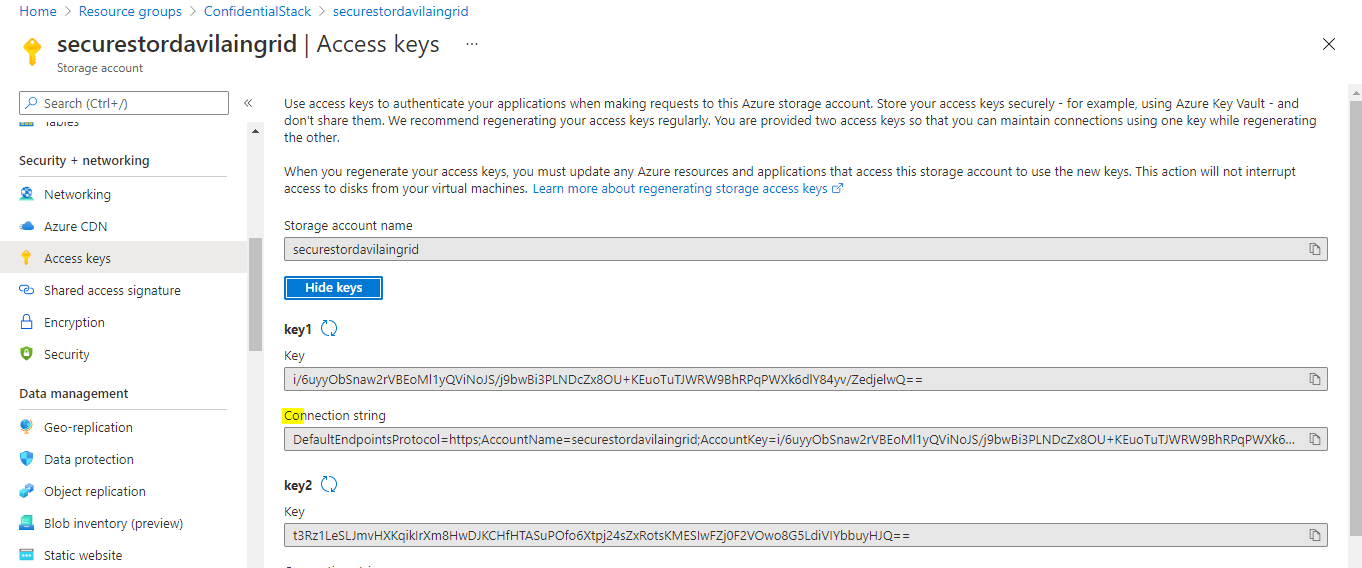 Home > Resource groups > ConfidentialStack > securestordavilaingrid
securestordavilaingrid | Access keys ...
Storage account
Search (Ctrl+/)
«
Tables
Security + networking
Networking
Azure CDN
Access keys
Shared access signature
Encryption
Security
Data management
Geo-replication
Data protection
Object replication
Blob inventory (preview)
Static website
Use access keys to authenticate your applications when making requests to this Azure storage account. Store your access keys securely - for example, using Azure Key Vault - and
don't share them. We recommend regenerating your access keys regularly. You are provided two access keys so that you can maintain connections using one key while regenerating
the other.
When you regenerate your access keys, you must update any Azure resources and applications that access this storage account to use the new keys. This action will not interrupt
access to disks from your virtual machines. Learn more about regenerating storage access keys
Storage account name
securestordavilaingrid
Hide keys
key1
Key
i/6uyyObSnaw2rVBEoMl1yQViNoJS/j9bwBi3PLNDcZx8OU+KEuoTuTJWRW9BhRPqPWXk6dlY84yv/ZedjelwQ==
Connection string
DefaultEndpointsProtocol=https;AccountName=securestordavilaingrid;AccountKey=i/6uyyObSnaw2rVBEoMl1yQViNoJS/j9bwBi3PLNDcZx8OU+KEuoTuTJWRW9BhRPqPWXk6...
key2
Key
t3Rz1LeSLJmvHXKqikIrXm8HwDJKCHfHTASuPOfo6Xtpj24sZxRotsKMESIwFZj0F2VOwo8G5LdiVIYbbuyHJQ==